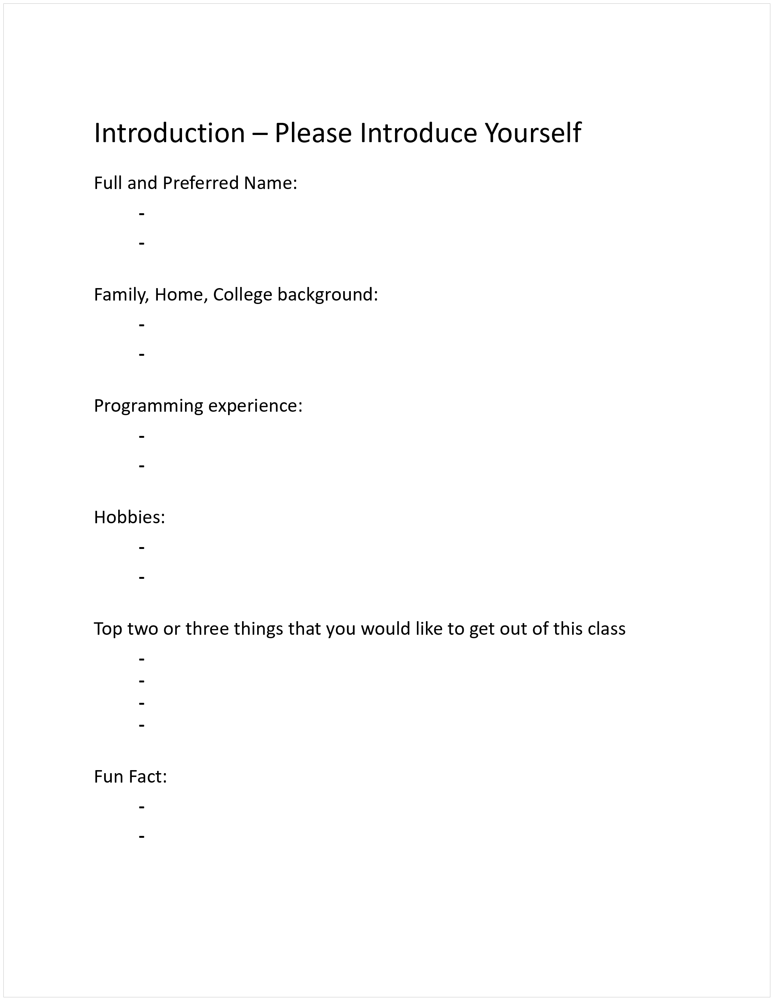 Introduction – Please Introduce Yourself
Full and Preferred Name:
-
-
Family, Home, College background:
-
-
Programming experience:
-
-
Hobbies:
-
-
Top two or three things that you would like to get out of this class
-
-
-
-
Fun Fact:
-
-